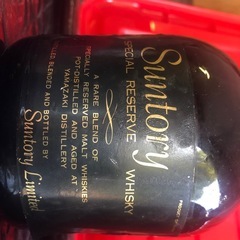 Suntory
SPECIAL RESERVE WHISKY
A RARE BLEND OF
SPECIALLY RESERVED MALT WHISKIES
POT-DISTILLED AND AGED AT
YAMAZAKI DISTILLERY
BLENDED AND BOTTLED BY
Suntory Limited